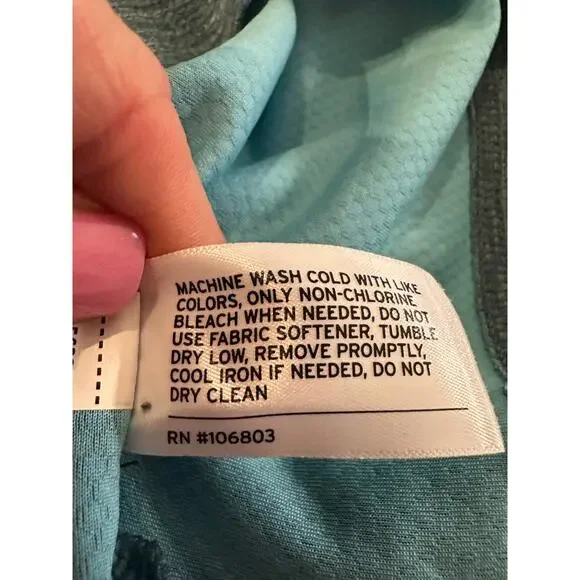 MACHINE WASH COLD WITH LIKE
COLORS, ONLY NON-CHLORINE
BLEACH WHEN NEEDED, DO NOT
USE FABRIC SOFTENER, TUMBLE
DRY LOW, REMOVE PROMPTLY,
COOL IRON IF NEEDED, DO NOT
DRY CLEAN
RN #106803